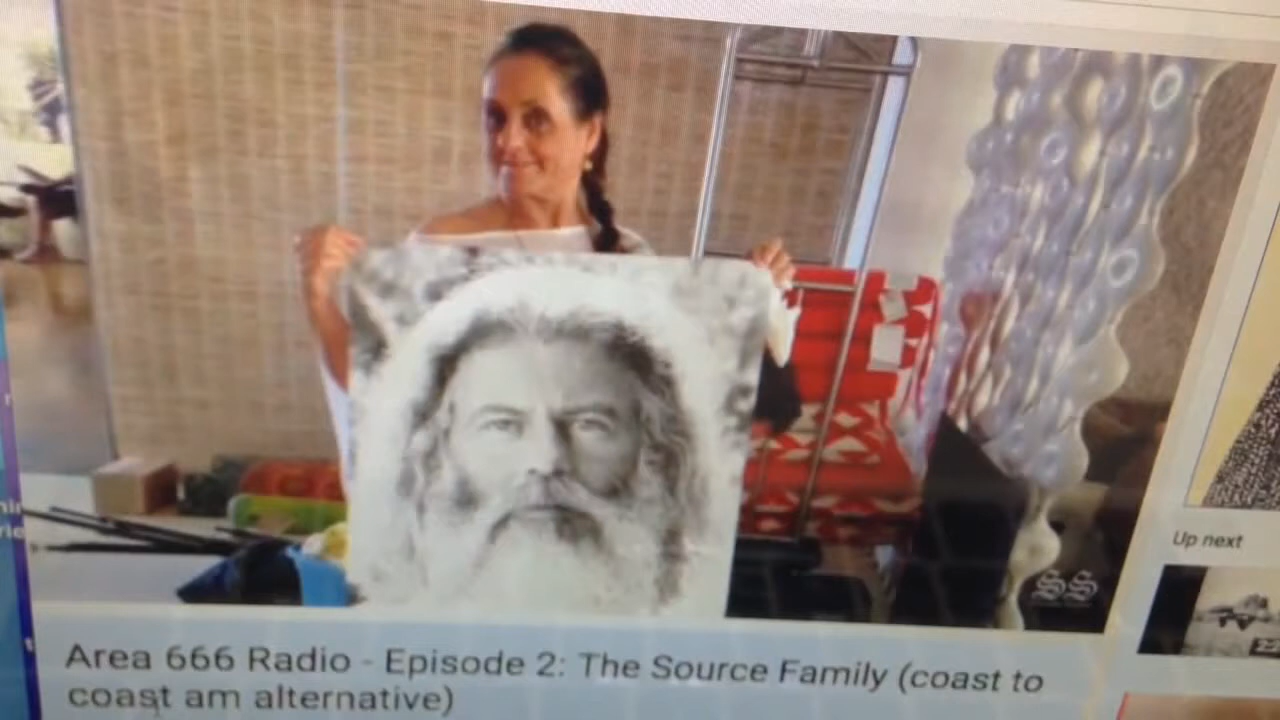 Up next
Area 666 Radio - Episode 2: The Source Family (coast to
coast am alternative)